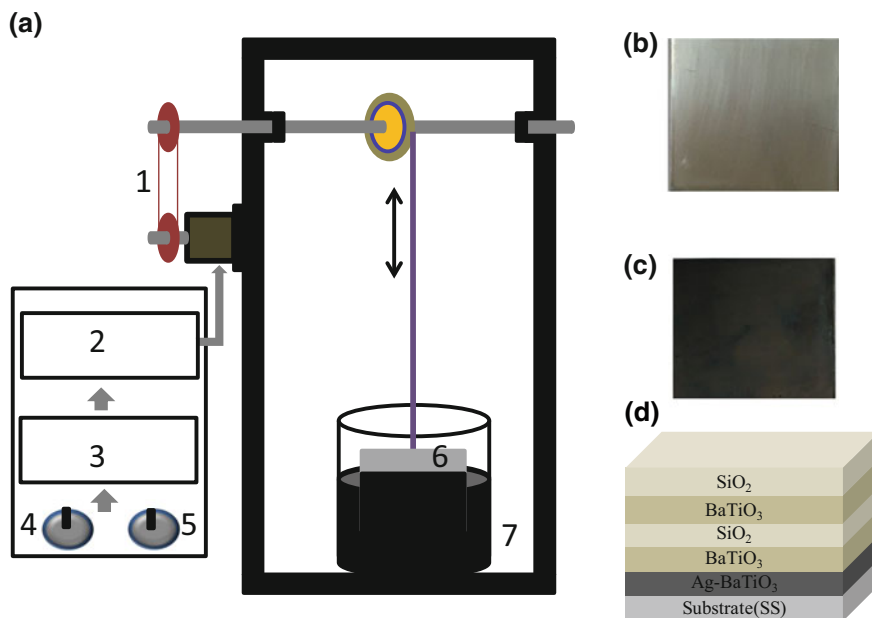 (a)
1
2
3
4
5
6
7
(b)
(c)
(d)
SiO₂
BaTiO₃
SiO₂
BaTiO₃
Ag-BaTiO₃
Substrate(SS)